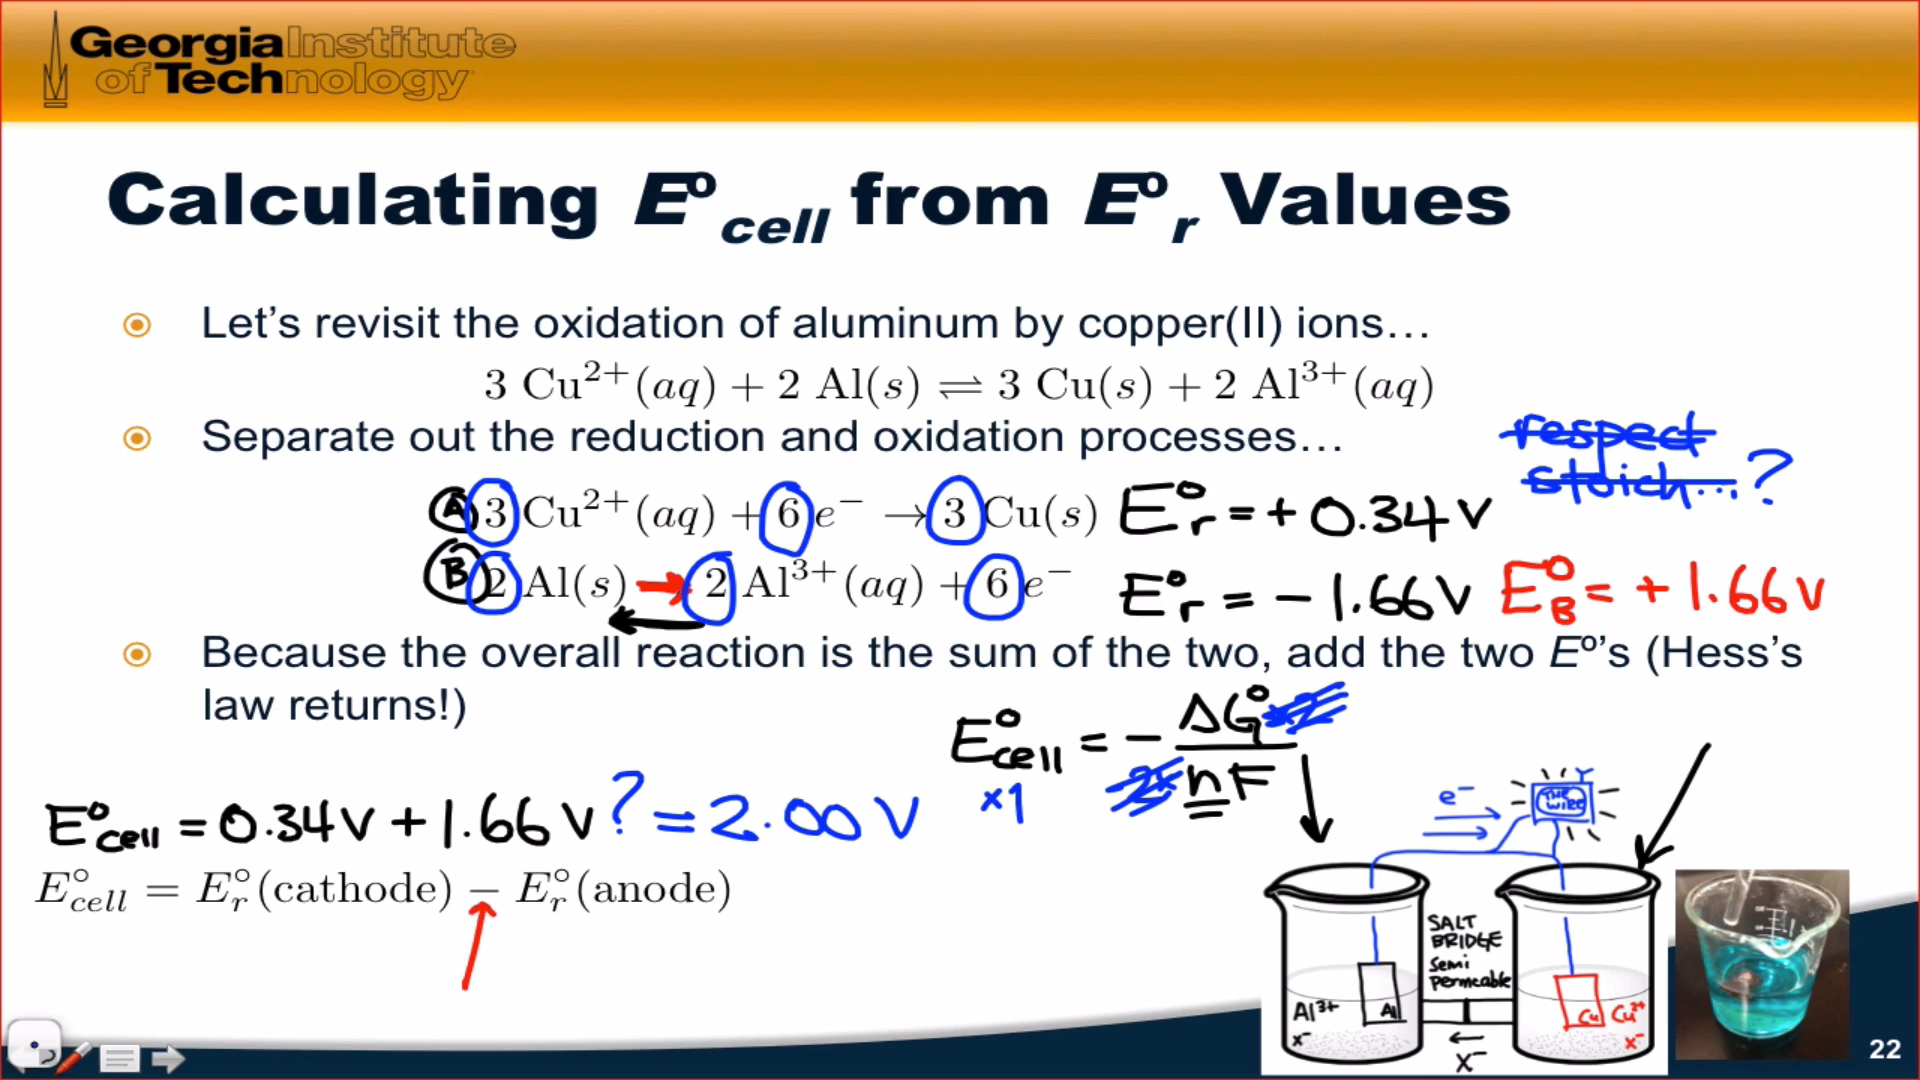 Georgia Institute
of Technology
Calculating E°cell from E°r Values
Let’s revisit the oxidation of aluminum by copper(II) ions…
3 Cu²⁺(aq) + 2 Al(s) ⇌ 3 Cu(s) + 2 Al³⁺(aq)
Separate out the reduction and oxidation processes…
respect
stoich...?
A 3 Cu²⁺(aq) + 6 e⁻ → 3 Cu(s) E°r = + 0.34 V
B 2 Al(s) → 2 Al³⁺(aq) + 6 e⁻ E°r = − 1.66 V E°B = + 1.66 V
Because the overall reaction is the sum of the two, add the two Eº’s (Hess’s
law returns!)
E°cell = − ΔG° / nF
×1
E°cell = 0.34 V + 1.66 V ? = 2.00 V
E°cell = E°r(cathode) − E°r(anode)
e⁻
THE
WIRE
SALT
BRIDGE
semi
permeable
Al³⁺
Al
x⁻
Cu
Cu²⁺
x⁻
X⁻
22